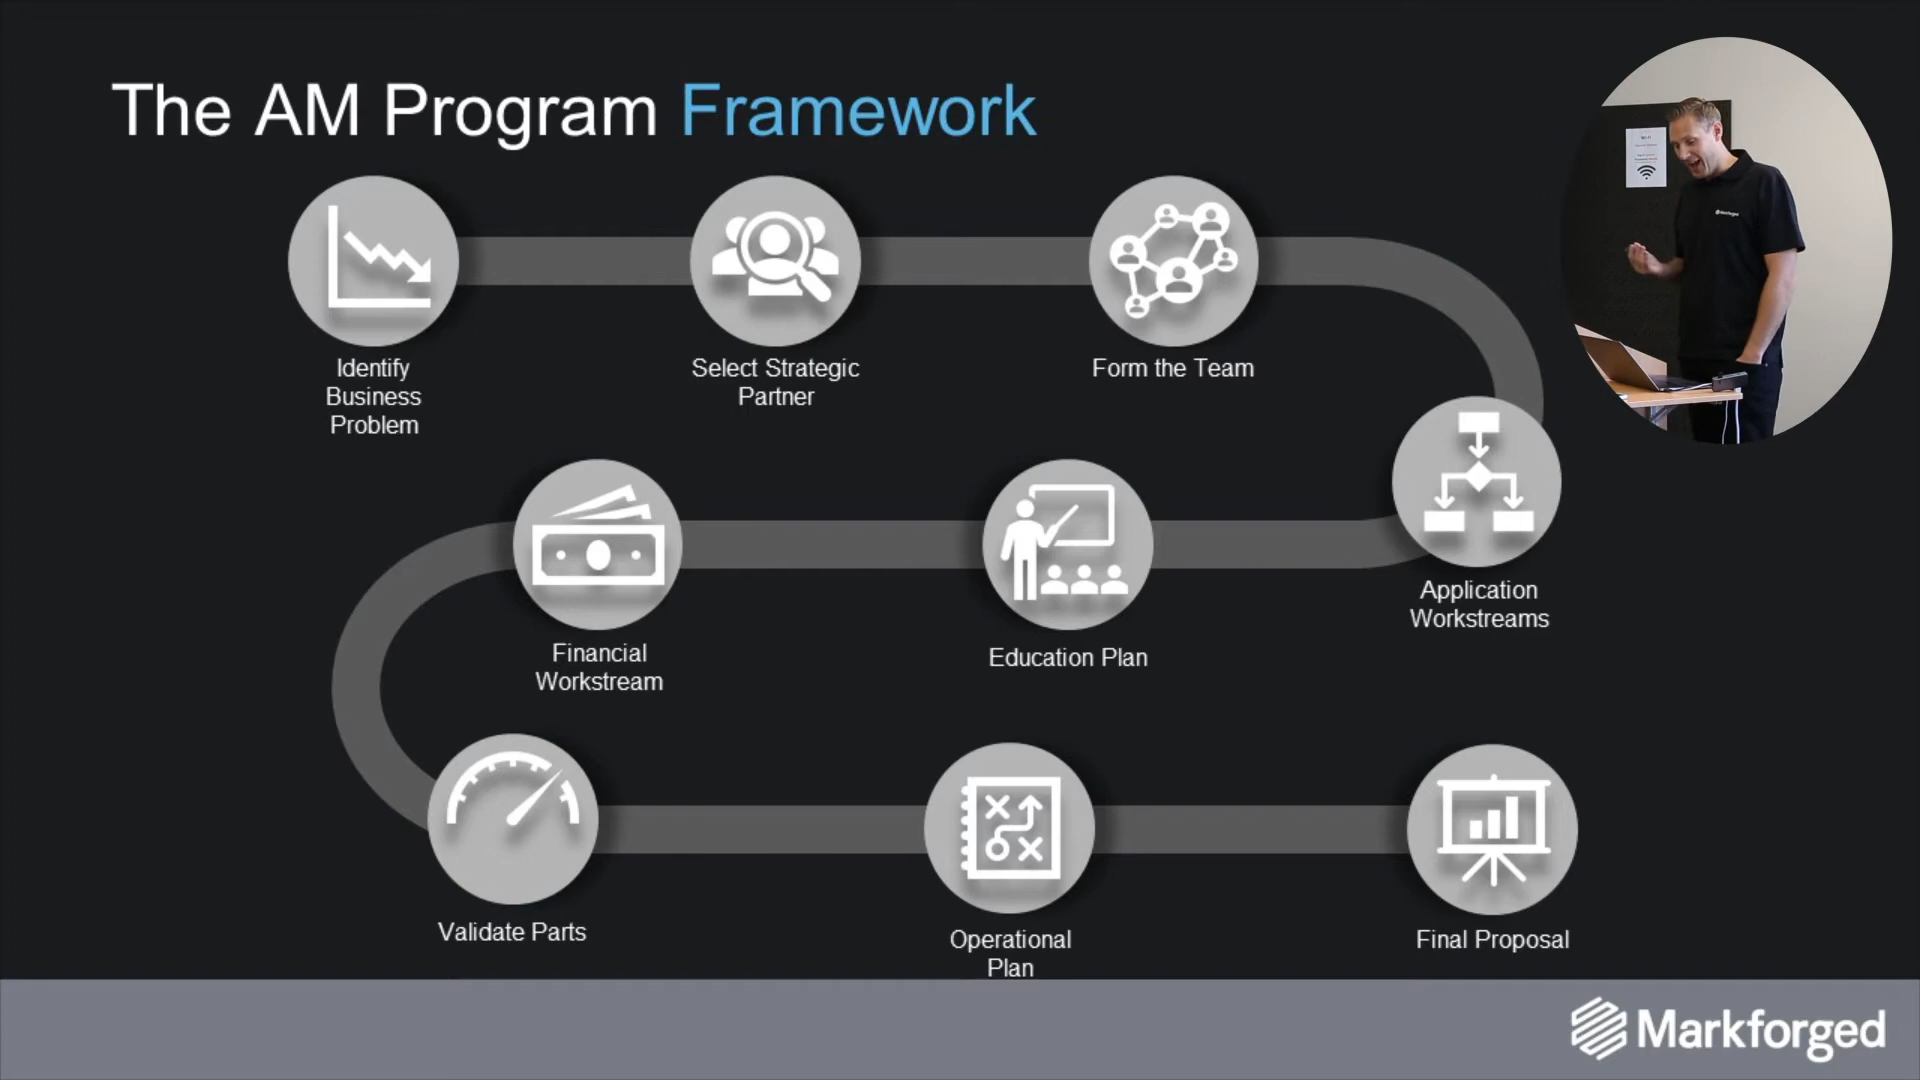 The AM Program Framework
Identify
Business
Problem
Select Strategic
Partner
Form the Team
Application
Workstreams
Education Plan
Financial
Workstream
Validate Parts
Operational
Plan
Final Proposal
Markforged